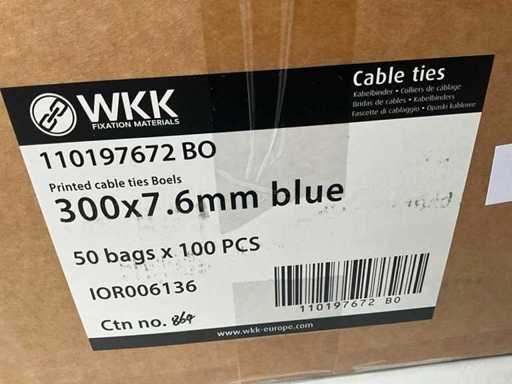 WKK
FIXATION MATERIALS
Cable ties
Kabelbinder • Colliers de câblage
Bridas de cables • Kabelbinders
Fascette di cablaggio • Opaski kablowe
110197672 BO
Printed cable ties Boels
300x7.6mm blue
50 bags x 100 PCS
IOR006136
110197672 BO
Ctn no. 864
www.wkk-europe.com